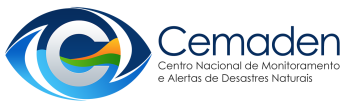 Cemaden
Centro Nacional de Monitoramento
e Alertas de Desastres Naturais